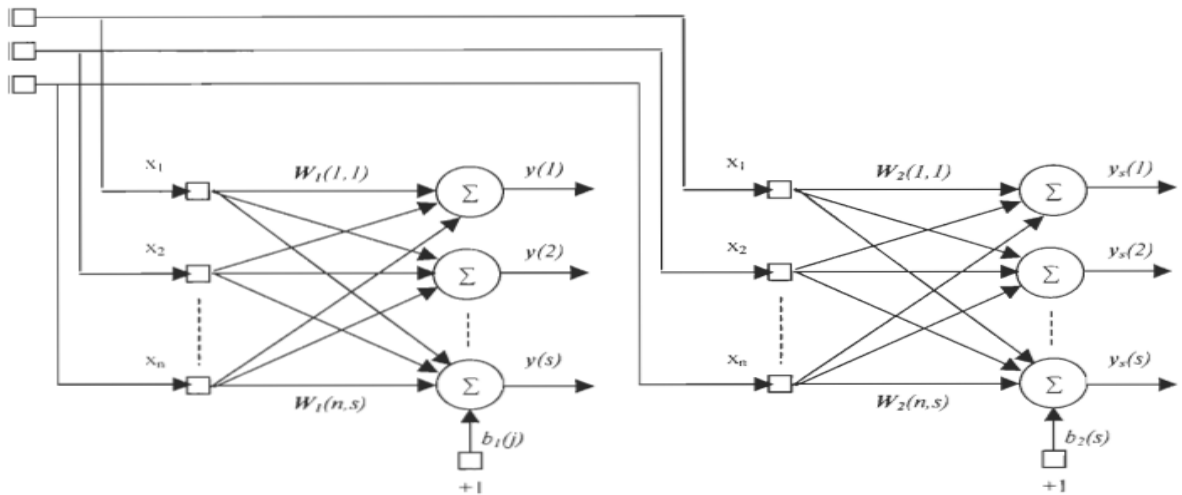 x1 W1(1,1) Σ y(1)
x2 Σ y(2)
xn W1(n,s) Σ y(s)
b1(j)
+1
x1 W2(1,1) Σ ys(1)
x2 Σ ys(2)
xn W2(n,s) Σ ys(s)
b2(s)
+1